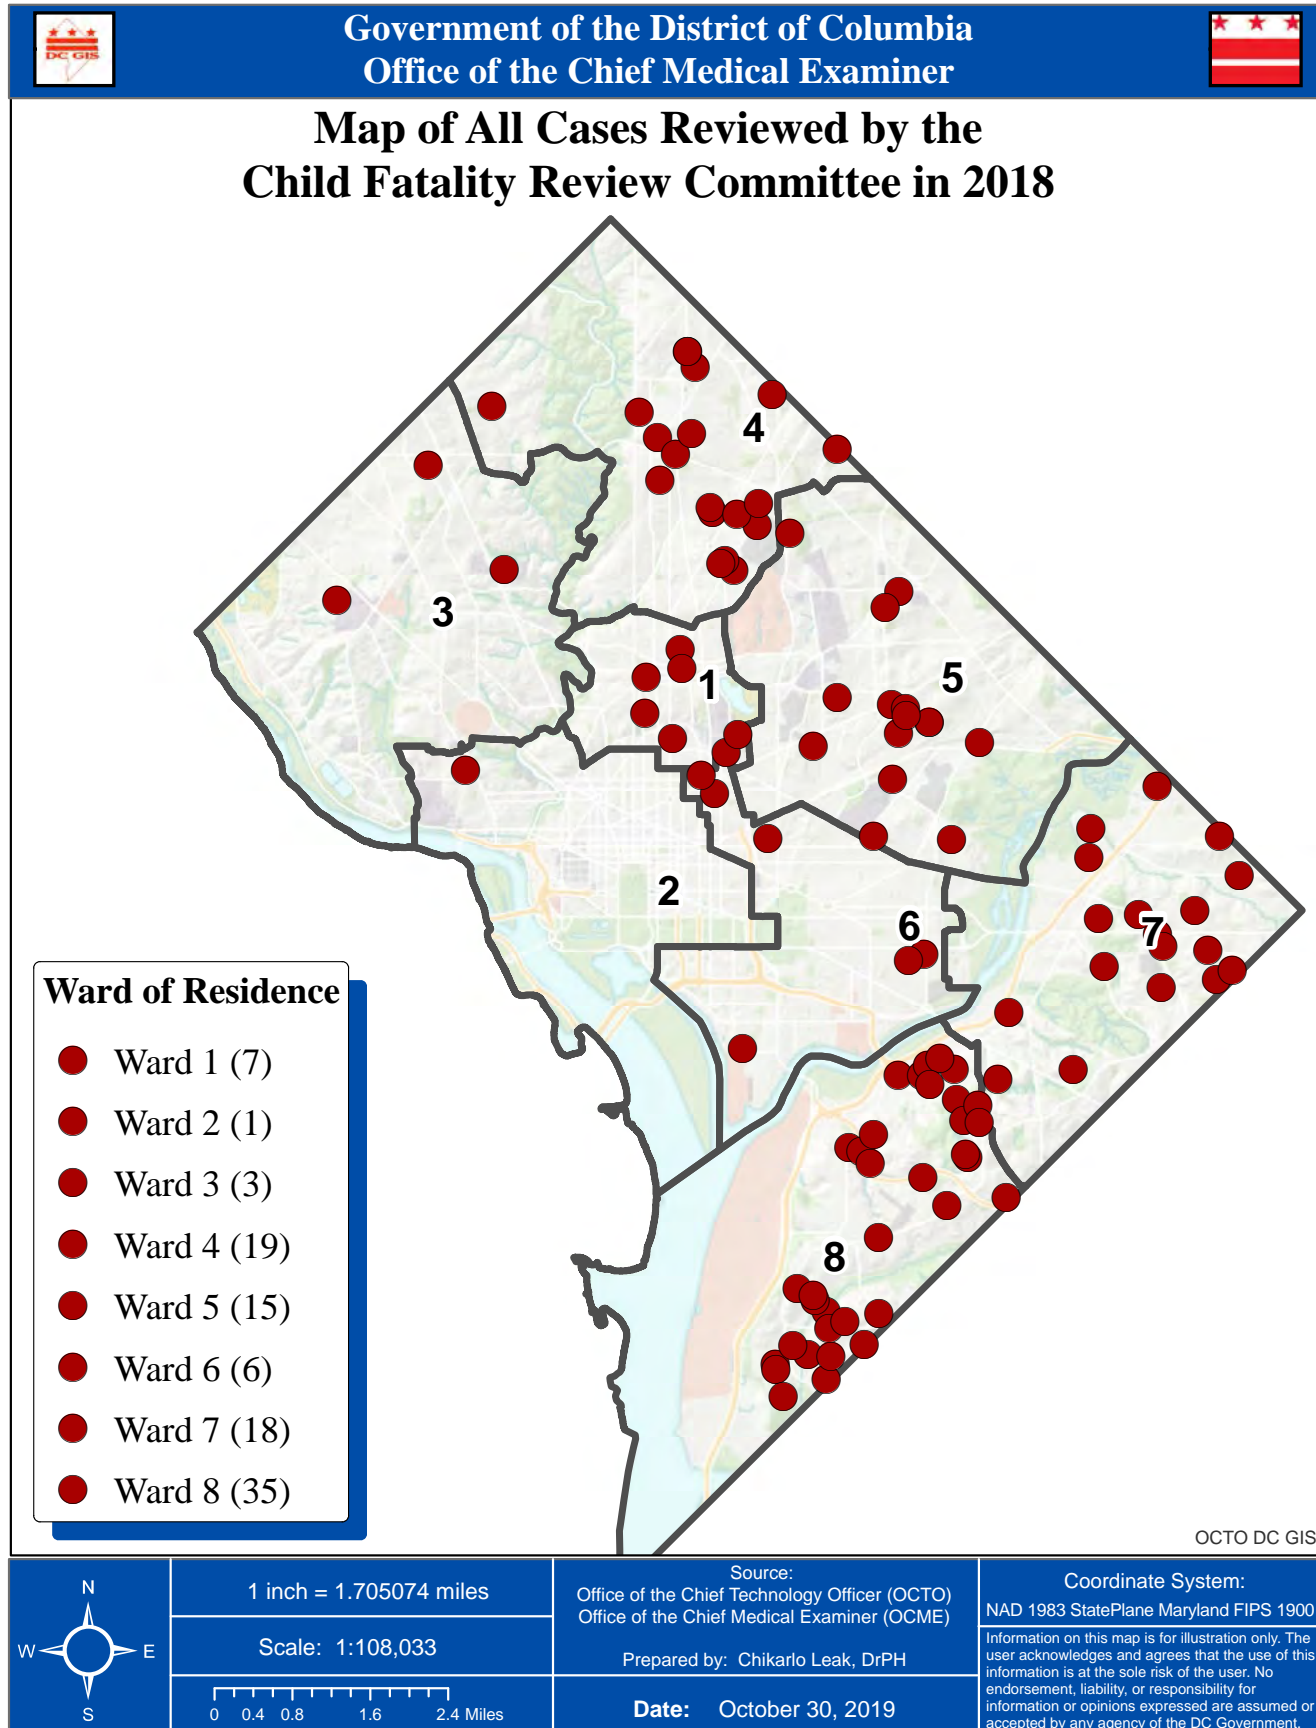 DC GIS
Government of the District of Columbia
Office of the Chief Medical Examiner
Map of All Cases Reviewed by the
Child Fatality Review Committee in 2018
4
3
5
1
2
6
7
8
Ward of Residence
Ward 1 (7)
Ward 2 (1)
Ward 3 (3)
Ward 4 (19)
Ward 5 (15)
Ward 6 (6)
Ward 7 (18)
Ward 8 (35)
OCTO DC GIS
N
W
E
S
1 inch = 1.705074 miles
Scale: 1:108,033
0 0.4 0.8 1.6 2.4 Miles
Source:
Office of the Chief Technology Officer (OCTO)
Office of the Chief Medical Examiner (OCME)
Prepared by: Chikarlo Leak, DrPH
Date: October 30, 2019
Coordinate System:
NAD 1983 StatePlane Maryland FIPS 1900
Information on this map is for illustration only. The
user acknowledges and agrees that the use of this
information is at the sole risk of the user. No
endorsement, liability, or responsibility for
information or opinions expressed are assumed or
accepted by any agency of the DC Government